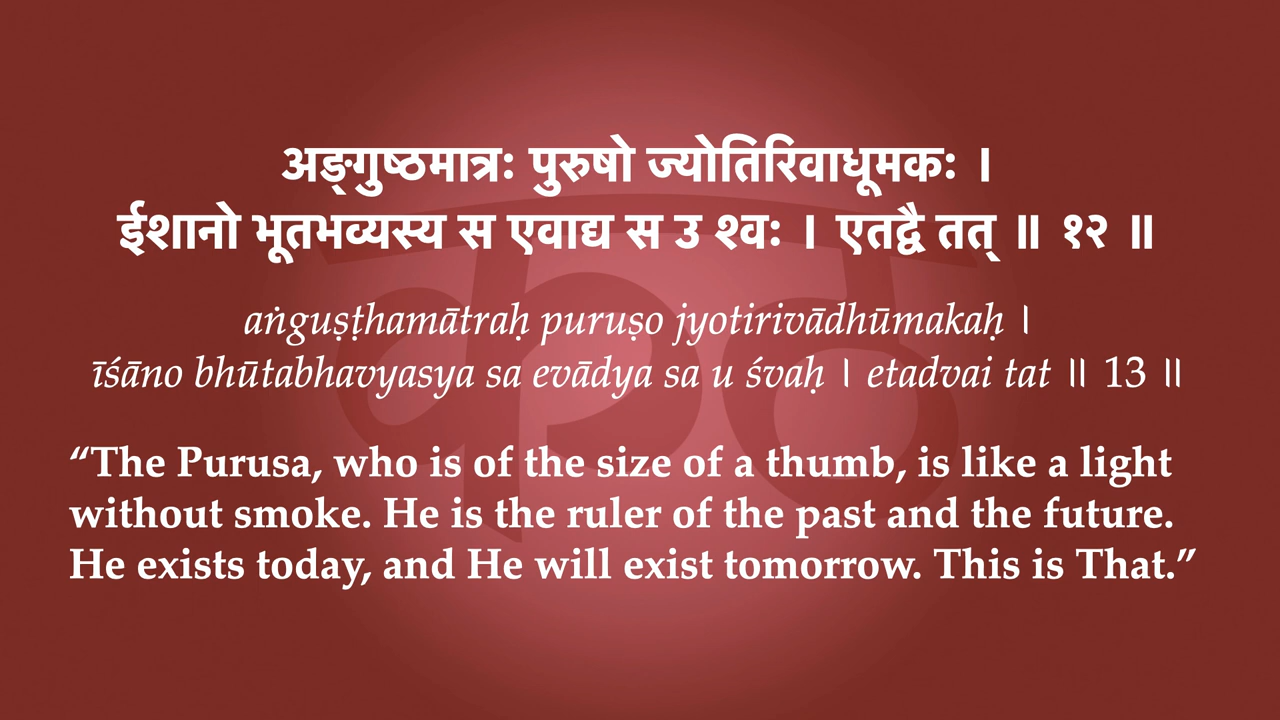 अङ्गुष्ठमात्रः पुरुषो ज्योतिरिवाधूमकः ।
ईशानो भूतभव्यस्य स एवाद्य स उ श्वः । एतद्वै तत् ॥ १२ ॥
aṅguṣṭhamātraḥ puruṣo jyotirivādhūmakaḥ ।
īśāno bhūtabhavyasya sa evādya sa u śvaḥ । etadvai tat ॥ 13 ॥
“The Purusa, who is of the size of a thumb, is like a light
without smoke. He is the ruler of the past and the future.
He exists today, and He will exist tomorrow. This is That.”
कठ